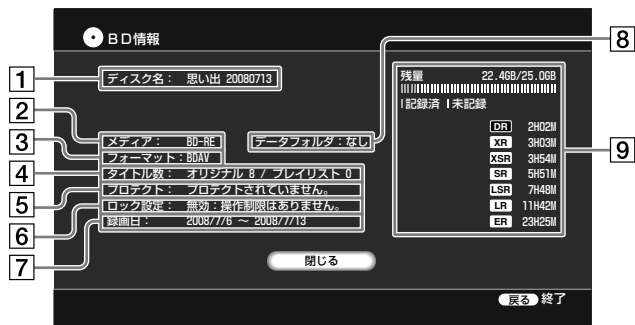 BD情報
8
1
ディスク名： 思い出 20080713
残量 22.4GB/25.0GB
記録済 未記録
2
メディア： BD-RE
データフォルダ：なし
DR 2H02M
3
フォーマット：BDAV
XR 3H03M
9
4
タイトル数： オリジナル 8 / プレイリスト 0
XSR 3H54M
5
プロテクト： プロテクトされていません。
SR 5H51M
6
ロック設定： 無効：操作制限はありません。
LSR 7H48M
7
録画日： 2008/7/6 ～ 2008/7/13
LR 11H42M
ER 23H25M
閉じる
戻る 終了